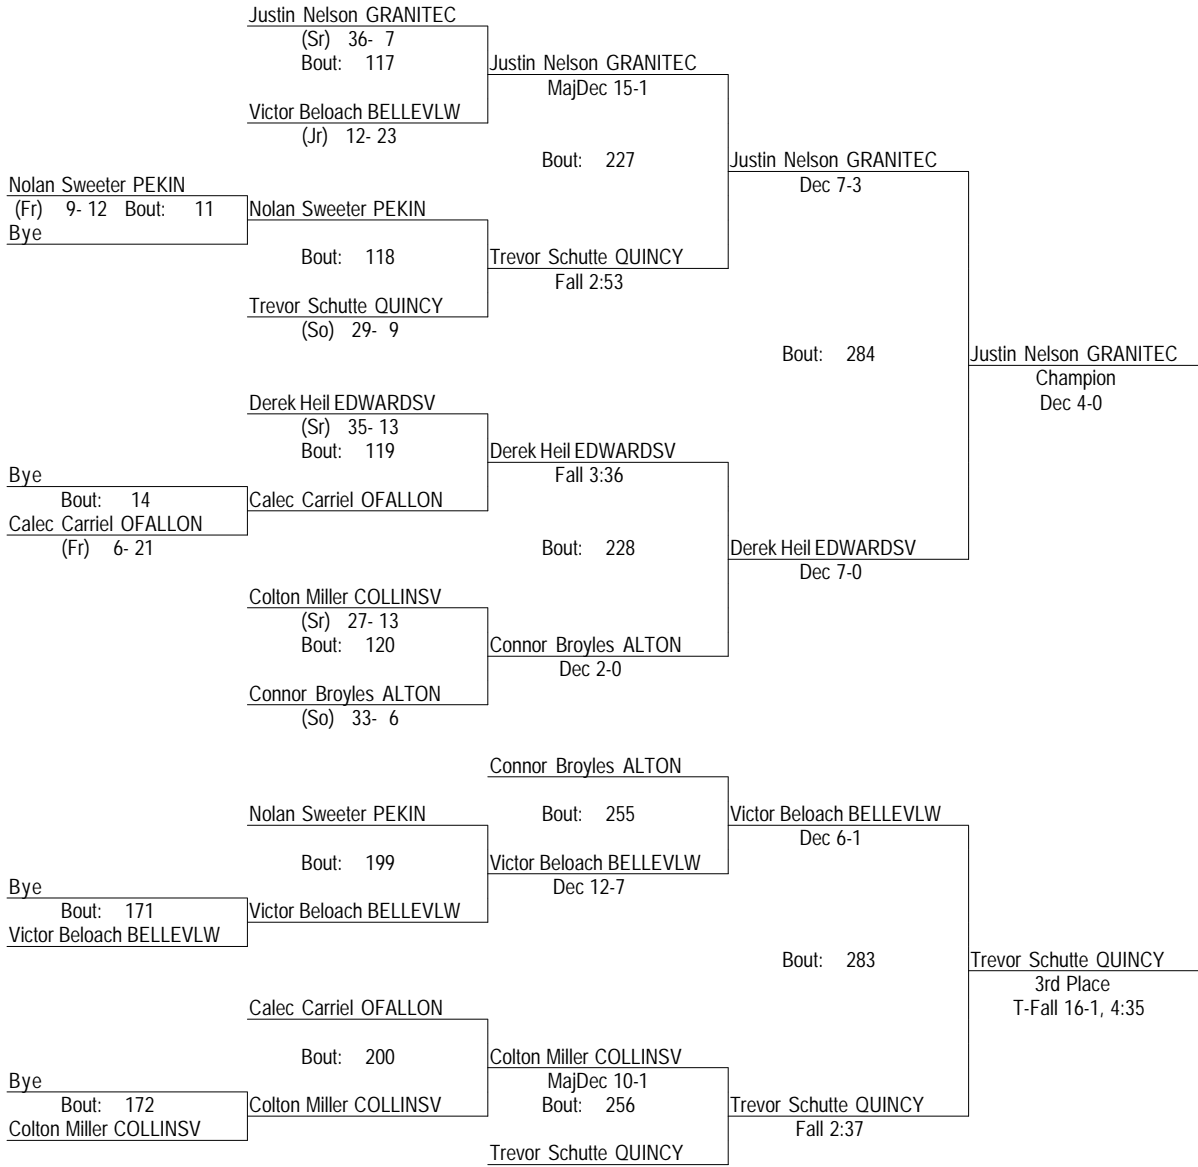 Justin Nelson GRANITEC
(Sr) 36- 7
Bout: 117
Justin Nelson GRANITEC
MajDec 15-1
Victor Beloach BELLEVLW
(Jr) 12- 23
Bout: 227
Justin Nelson GRANITEC
Dec 7-3
Nolan Sweeter PEKIN
(Fr) 9- 12 Bout: 11
Bye
Nolan Sweeter PEKIN
Bout: 118
Trevor Schutte QUINCY
Fall 2:53
Trevor Schutte QUINCY
(So) 29- 9
Bout: 284
Justin Nelson GRANITEC
Champion
Dec 4-0
Derek Heil EDWARDSV
(Sr) 35- 13
Bout: 119
Derek Heil EDWARDSV
Fall 3:36
Bye
Bout: 14
Calec Carriel OFALLON
(Fr) 6- 21
Calec Carriel OFALLON
Bout: 228
Derek Heil EDWARDSV
Dec 7-0
Colton Miller COLLINSV
(Sr) 27- 13
Bout: 120
Connor Broyles ALTON
Dec 2-0
Connor Broyles ALTON
(So) 33- 6
Connor Broyles ALTON
Nolan Sweeter PEKIN
Bout: 255
Victor Beloach BELLEVLW
Dec 6-1
Bout: 199
Victor Beloach BELLEVLW
Dec 12-7
Bye
Bout: 171
Victor Beloach BELLEVLW
Victor Beloach BELLEVLW
Bout: 283
Trevor Schutte QUINCY
3rd Place
T-Fall 16-1, 4:35
Calec Carriel OFALLON
Bout: 200
Colton Miller COLLINSV
MajDec 10-1
Bye
Bout: 172
Colton Miller COLLINSV
Colton Miller COLLINSV
Bout: 256
Trevor Schutte QUINCY
Fall 2:37
Trevor Schutte QUINCY